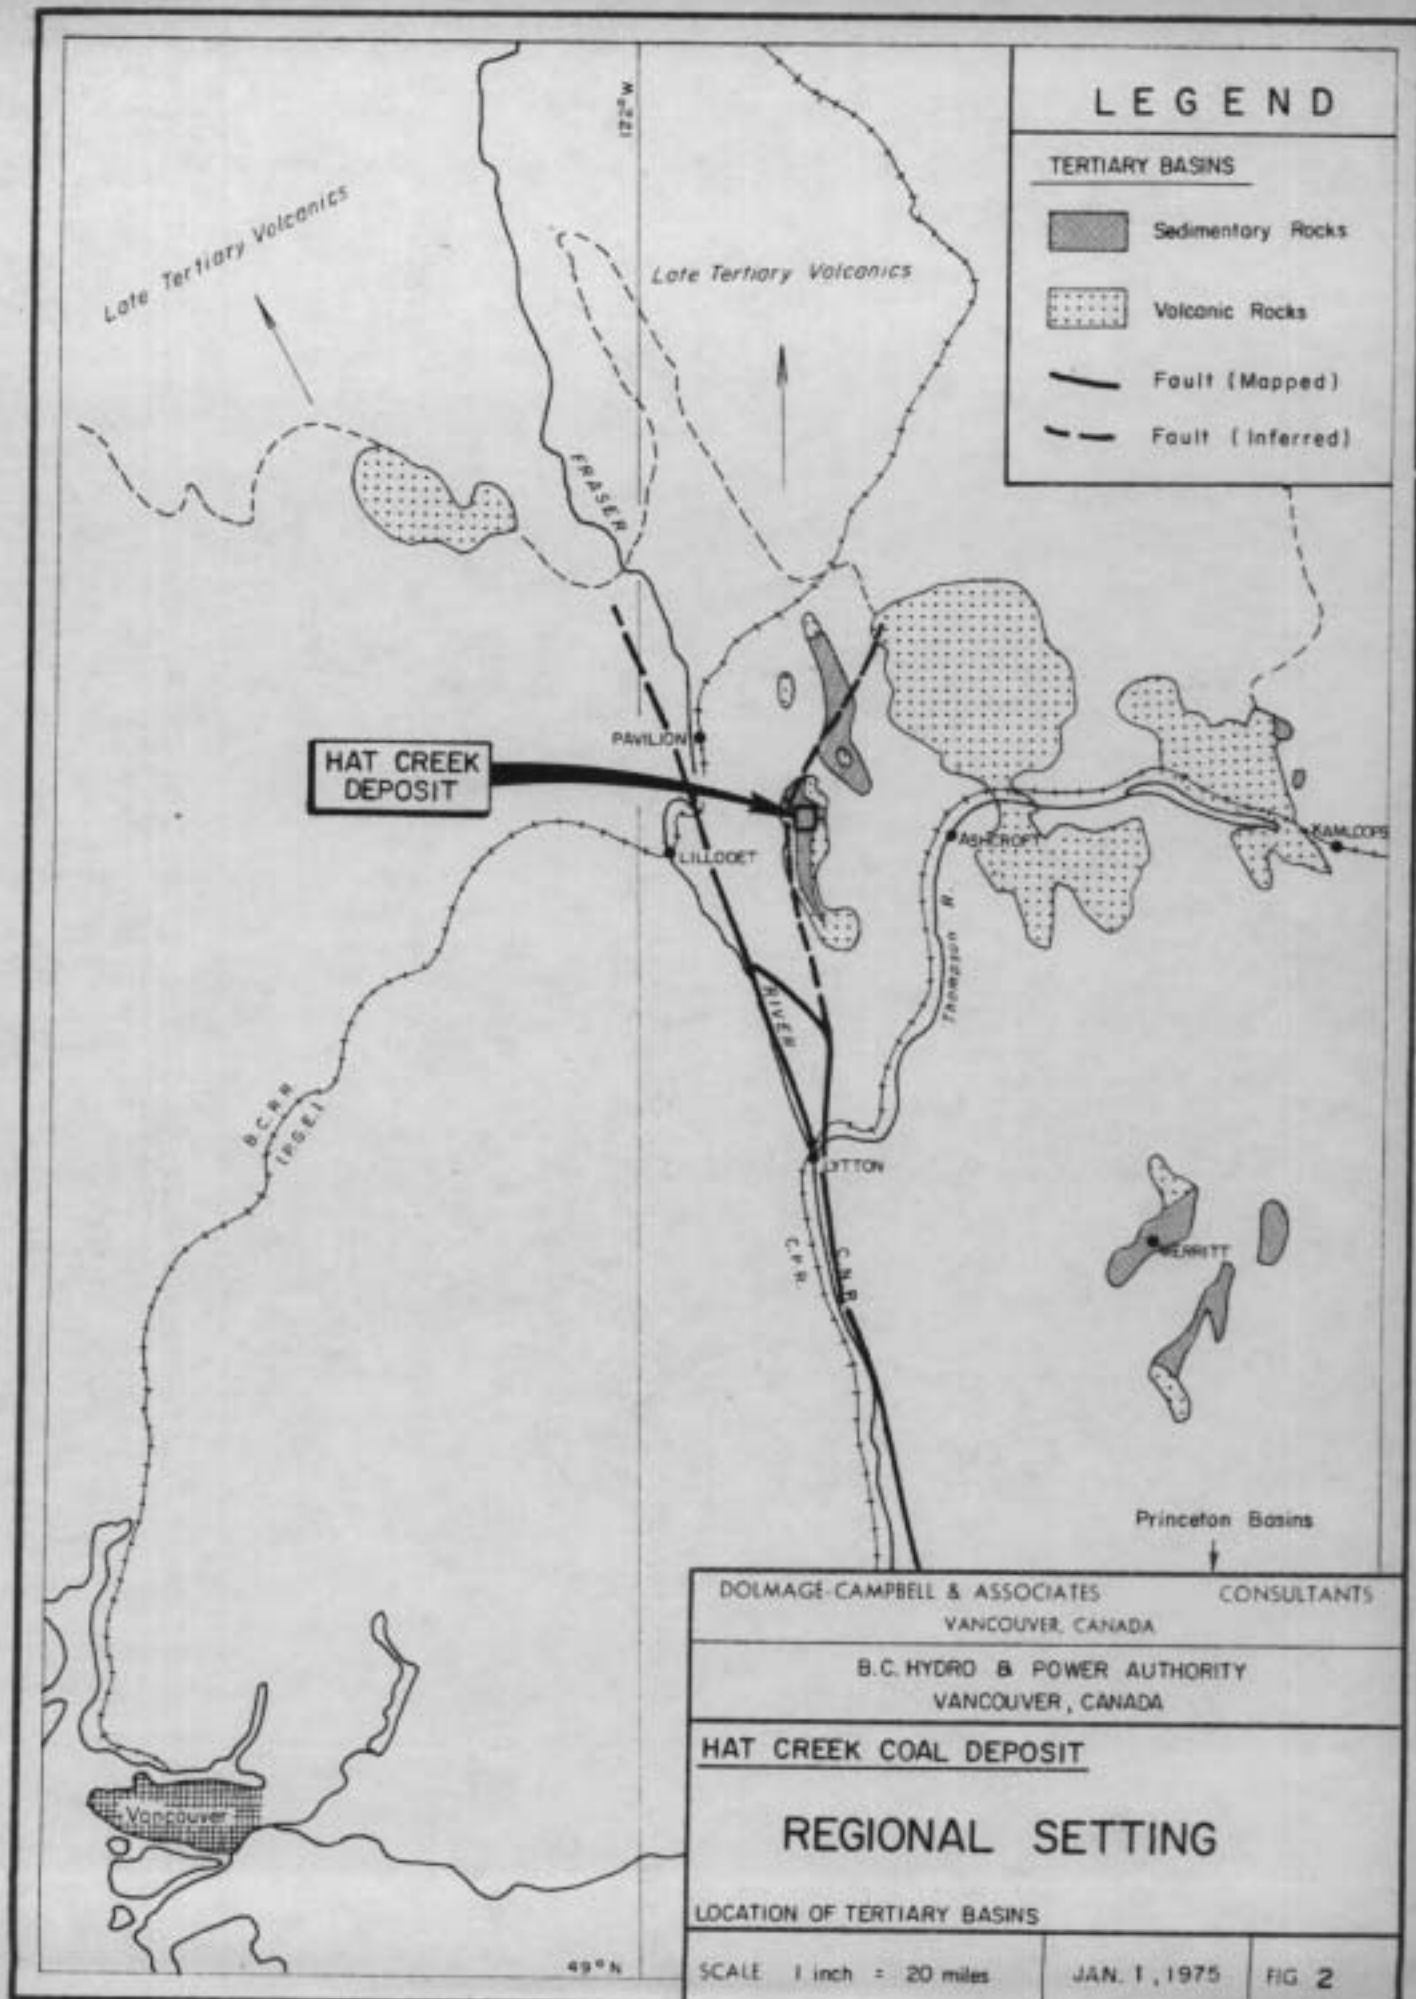 LEGEND
TERTIARY BASINS
Sedimentary Rocks
Volcanic Rocks
Fault (Mapped)
Fault (Inferred)
122°W
Late Tertiary Volcanics
Late Tertiary Volcanics
FRASER
PAVILION
HAT CREEK
DEPOSIT
LILLOOET
ASHCROFT
KAMLOOPS
Thompson R.
RIVER
B.C.R.R.
(P.G.E.)
LYTTON
C.P.R.
C.N.R.
MERRITT
Princeton Basins
Vancouver
49°N
DOLMAGE-CAMPBELL & ASSOCIATES CONSULTANTS
VANCOUVER, CANADA
B.C. HYDRO & POWER AUTHORITY
VANCOUVER, CANADA
HAT CREEK COAL DEPOSIT
REGIONAL SETTING
LOCATION OF TERTIARY BASINS
SCALE 1 inch = 20 miles
JAN. 1, 1975
FIG 2